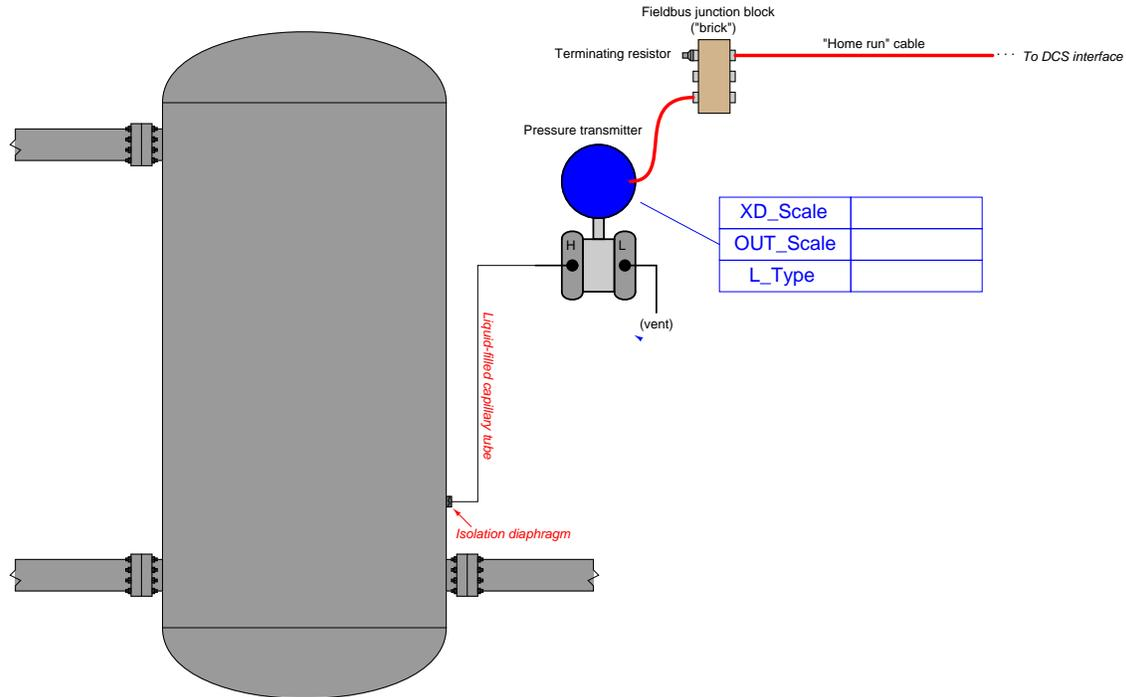 Fieldbus junction block
("brick")
Terminating resistor
"Home run" cable
To DCS interface
Pressure transmitter
XD_Scale
OUT_Scale
L_Type
H
L
(vent)
Liquid-filled capillary tube
Isolation diaphragm